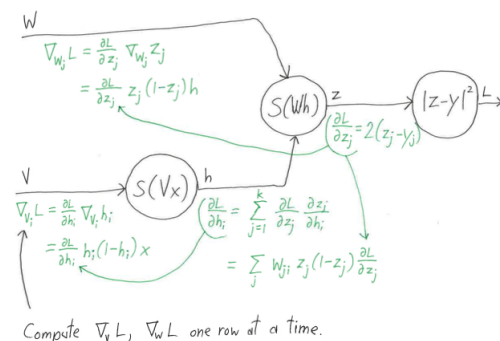 W
∇_{W_j} L = ∂L/∂z_j ∇_{W_j} z_j
= ∂L/∂z_j z_j (1-z_j) h
S(Wh)
z
|z-y|²
L
∂L/∂z_j = 2(z_j-y_j)
V
∇_{V_i} L = ∂L/∂h_i ∇_{V_i} h_i
= ∂L/∂h_i h_i (1-h_i) x
S(Vx)
h
∂L/∂h_i = Σ_{j=1}^{k} ∂L/∂z_j ∂z_j/∂h_i
= Σ_j W_{ji} z_j (1-z_j) ∂L/∂z_j
Compute ∇_V L, ∇_W L one row at a time.